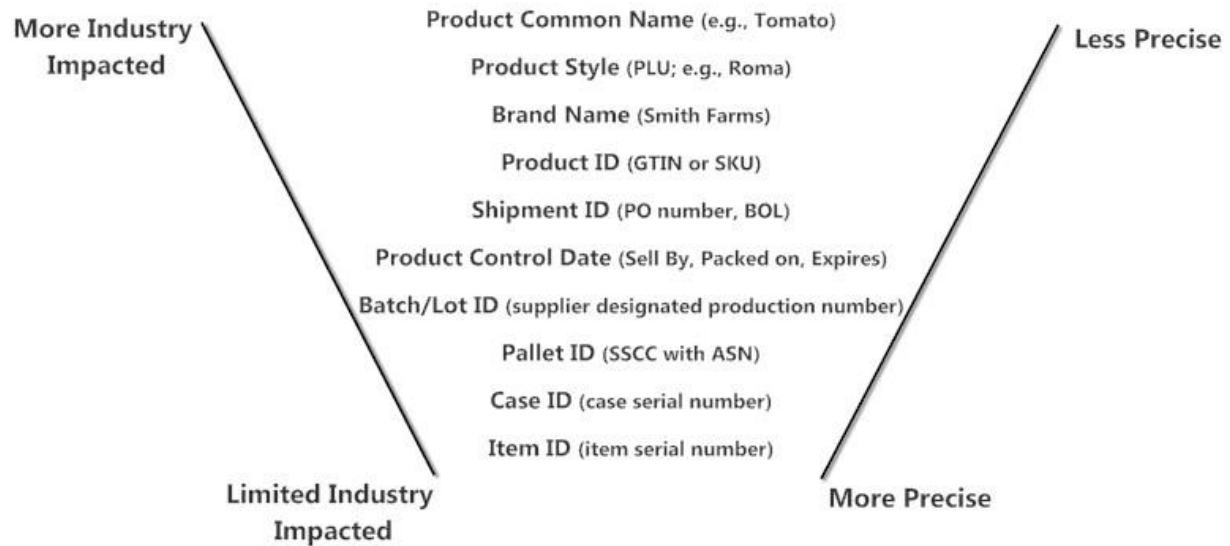 More Industry
Impacted
Product Common Name (e.g., Tomato)
Less Precise
Product Style (PLU; e.g., Roma)
Brand Name (Smith Farms)
Product ID (GTIN or SKU)
Shipment ID (PO number, BOL)
Product Control Date (Sell By, Packed on, Expires)
Batch/Lot ID (supplier designated production number)
Pallet ID (SSCC with ASN)
Case ID (case serial number)
Item ID (item serial number)
Limited Industry
Impacted
More Precise